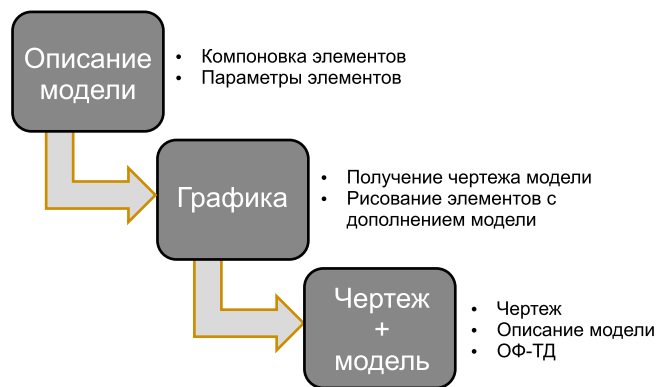 Описание
модели
• Компоновка элементов
• Параметры элементов
Графика
• Получение чертежа модели
• Рисование элементов с
дополнением модели
Чертеж
+
модель
• Чертеж
• Описание модели
• ОФ-ТД